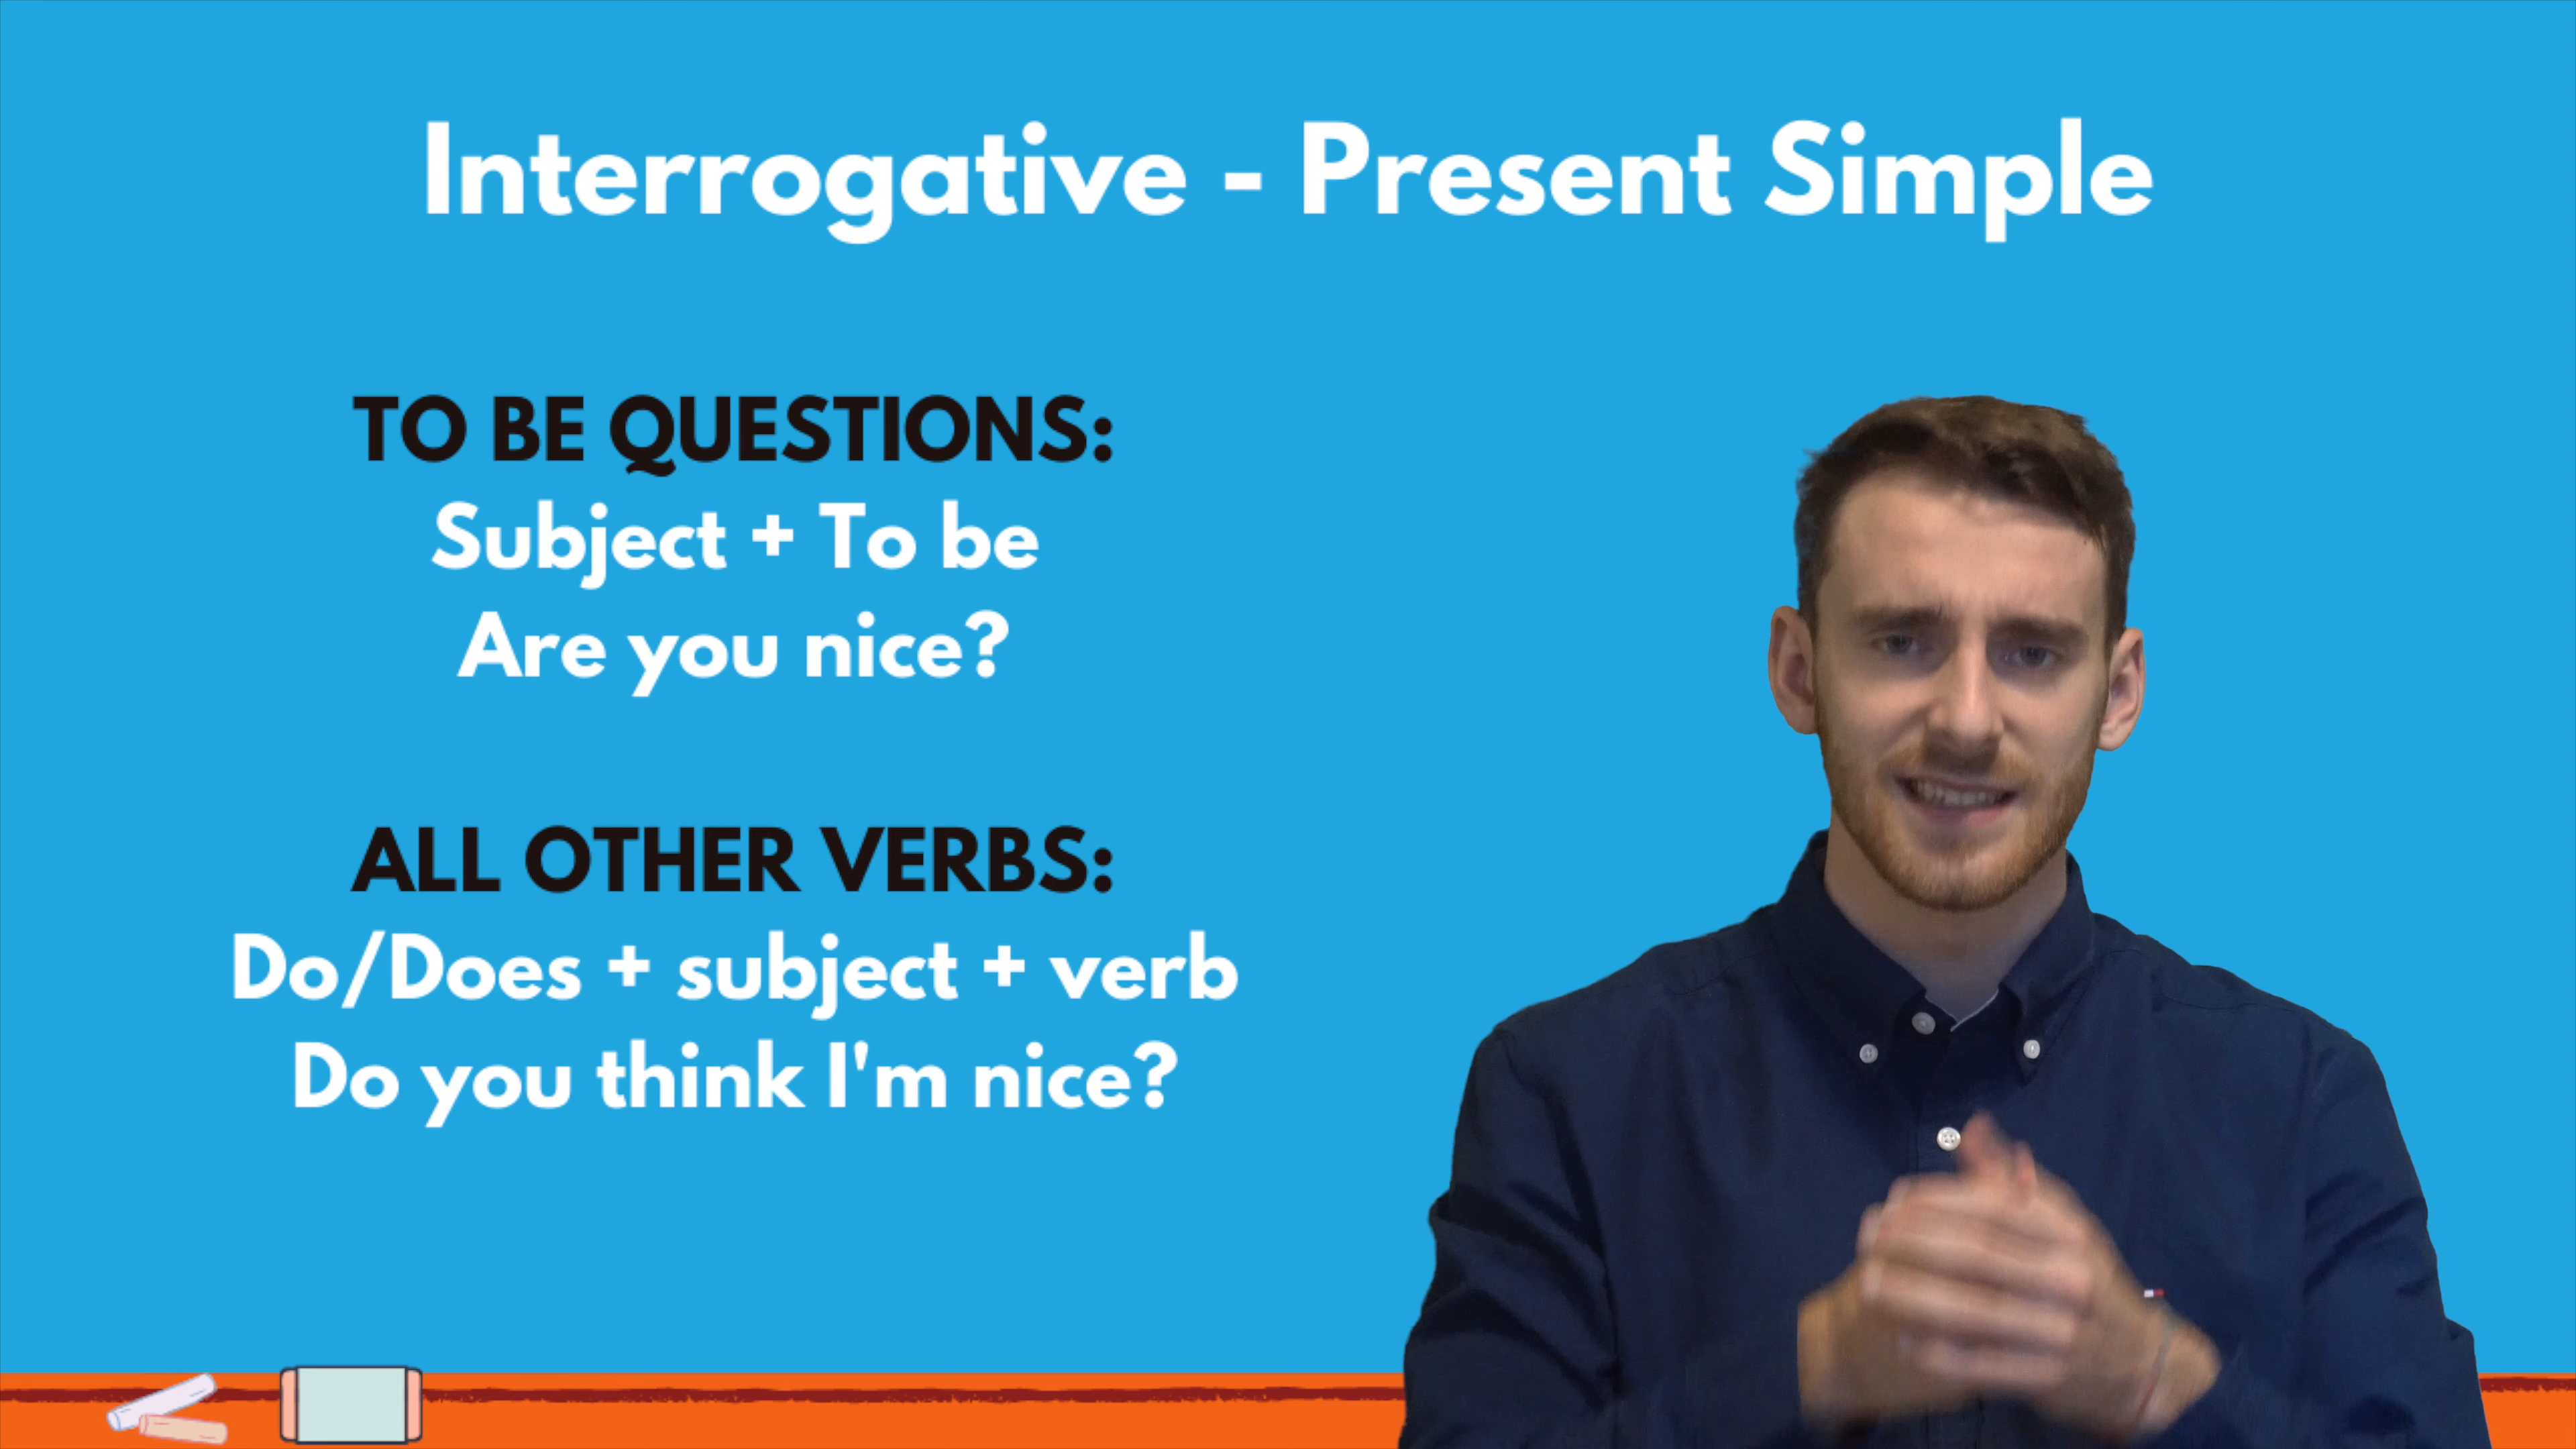 Interrogative - Present Simple
TO BE QUESTIONS:
Subject + To be
Are you nice?
ALL OTHER VERBS:
Do/Does + subject + verb
Do you think I'm nice?